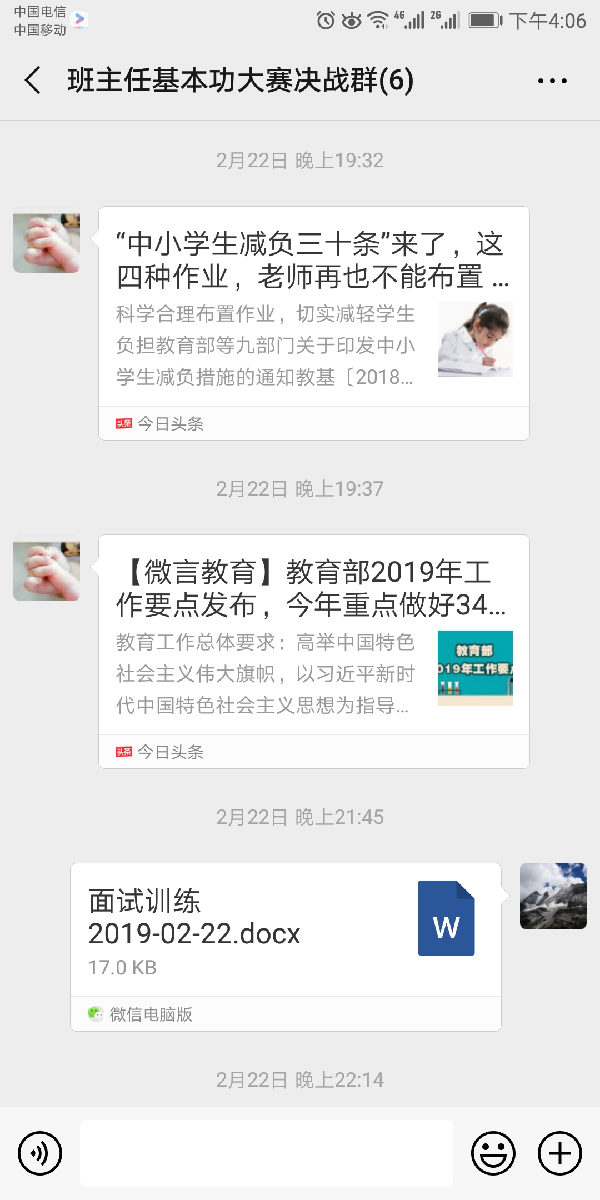 中国电信
中国移动
4G
2G
下午4:06
班主任基本功大赛决战群(6)
2月22日 晚上19:32
“中小学生减负三十条”来了，这
四种作业，老师再也不能布置 ...
科学合理布置作业，切实减轻学生
负担教育部等九部门关于印发中小
学生减负措施的通知教基〔2018...
头条 今日头条
2月22日 晚上19:37
【微言教育】教育部2019年工
作要点发布，今年重点做好34...
教育工作总体要求：高举中国特色
社会主义伟大旗帜，以习近平新时
代中国特色社会主义思想为指导...
教育部
019年工作要点
头条 今日头条
2月22日 晚上21:45
面试训练
2019-02-22.docx
W
17.0 KB
微信电脑版
2月22日 晚上22:14